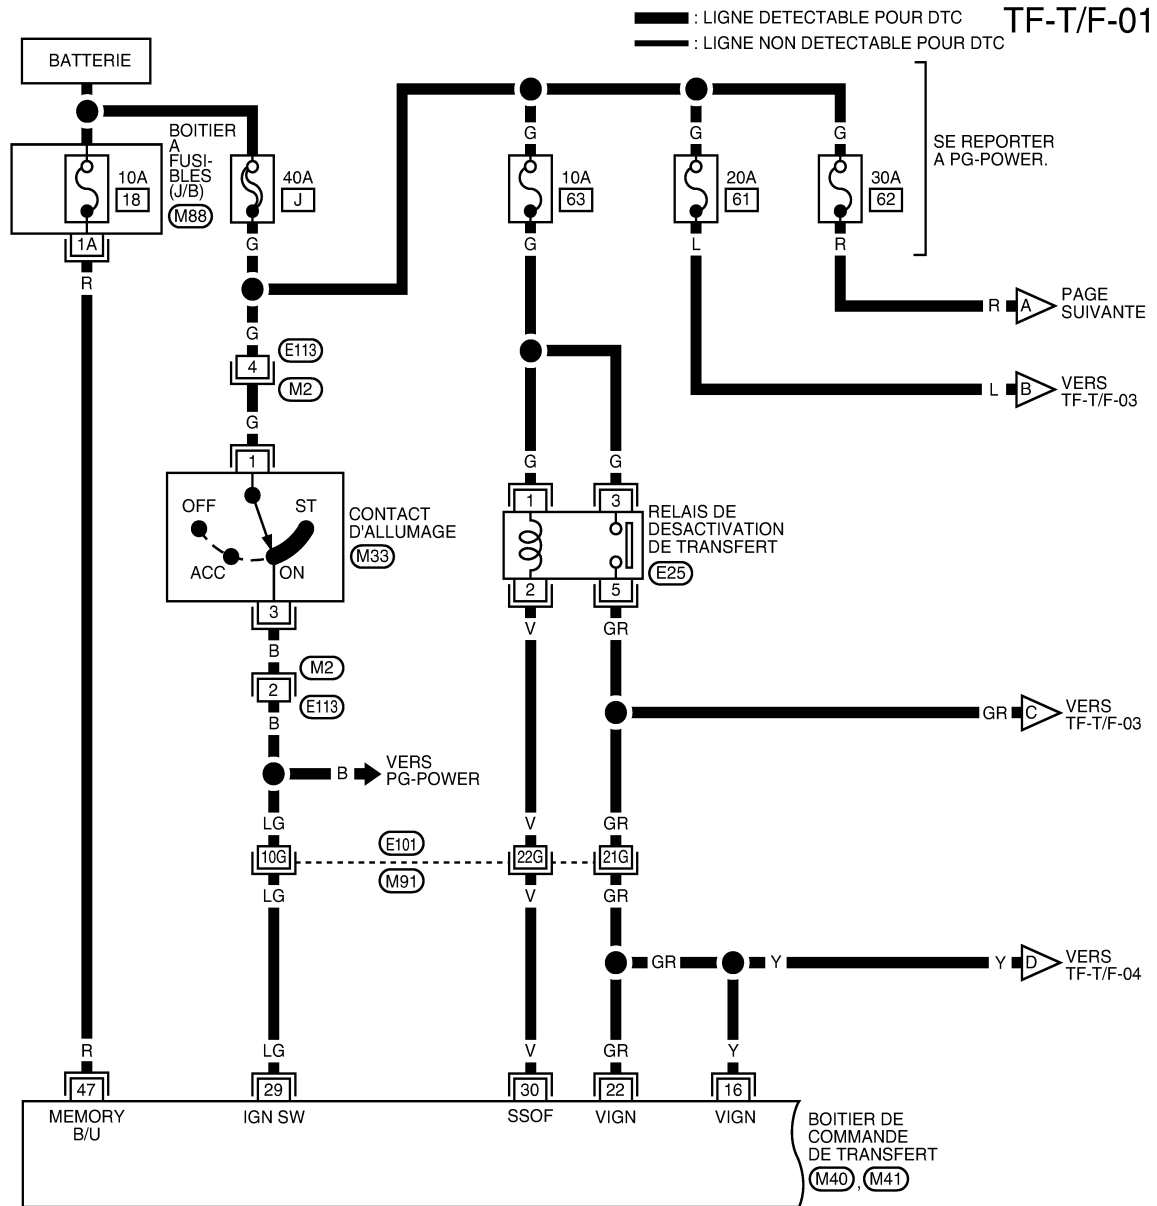 : LIGNE DETECTABLE POUR DTC
TF-T/F-01
: LIGNE NON DETECTABLE POUR DTC
BATTERIE
BOITIER
A
FUSI-
BLES
(J/B)
M88
10A
18
40A
J
10A
63
20A
61
30A
62
SE REPORTER
A PG-POWER.
G
G
G
1A
G
G
L
R
R
R
A
PAGE
SUIVANTE
G
4
E113
M2
L
B
VERS
TF-T/F-03
G
1
G
G
1
3
OFF
ST
ACC
ON
CONTACT
D'ALLUMAGE
M33
RELAIS DE
DESACTIVATION
DE TRANSFERT
E25
3
2
5
B
V
GR
M2
2
E113
B
GR
C
VERS
TF-T/F-03
B
VERS
PG-POWER
LG
V
GR
10G
E101
M91
22G
21G
LG
V
GR
GR
Y
Y
D
VERS
TF-T/F-04
R
LG
V
GR
Y
47
29
30
22
16
MEMORY
B/U
IGN SW
SSOF
VIGN
VIGN
BOITIER DE
COMMANDE
DE TRANSFERT
M40 , M41